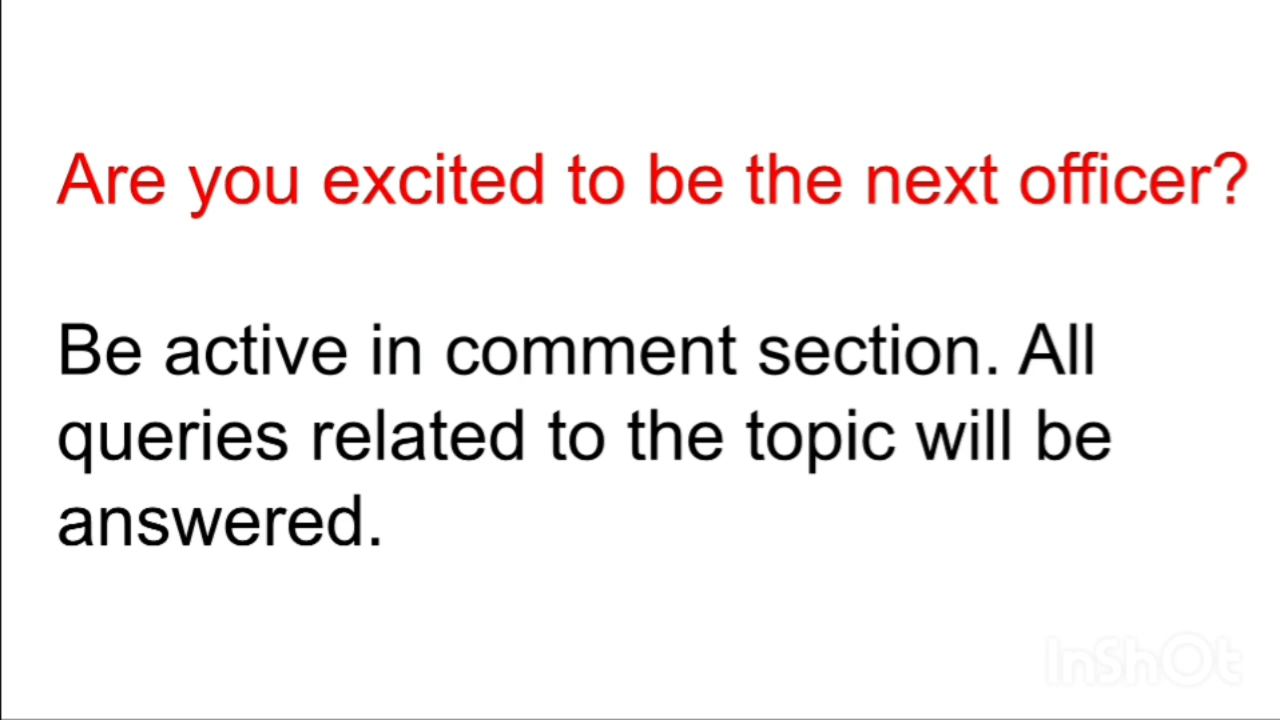 Are you excited to be the next officer?
Be active in comment section. All
queries related to the topic will be
answered.
InShOt